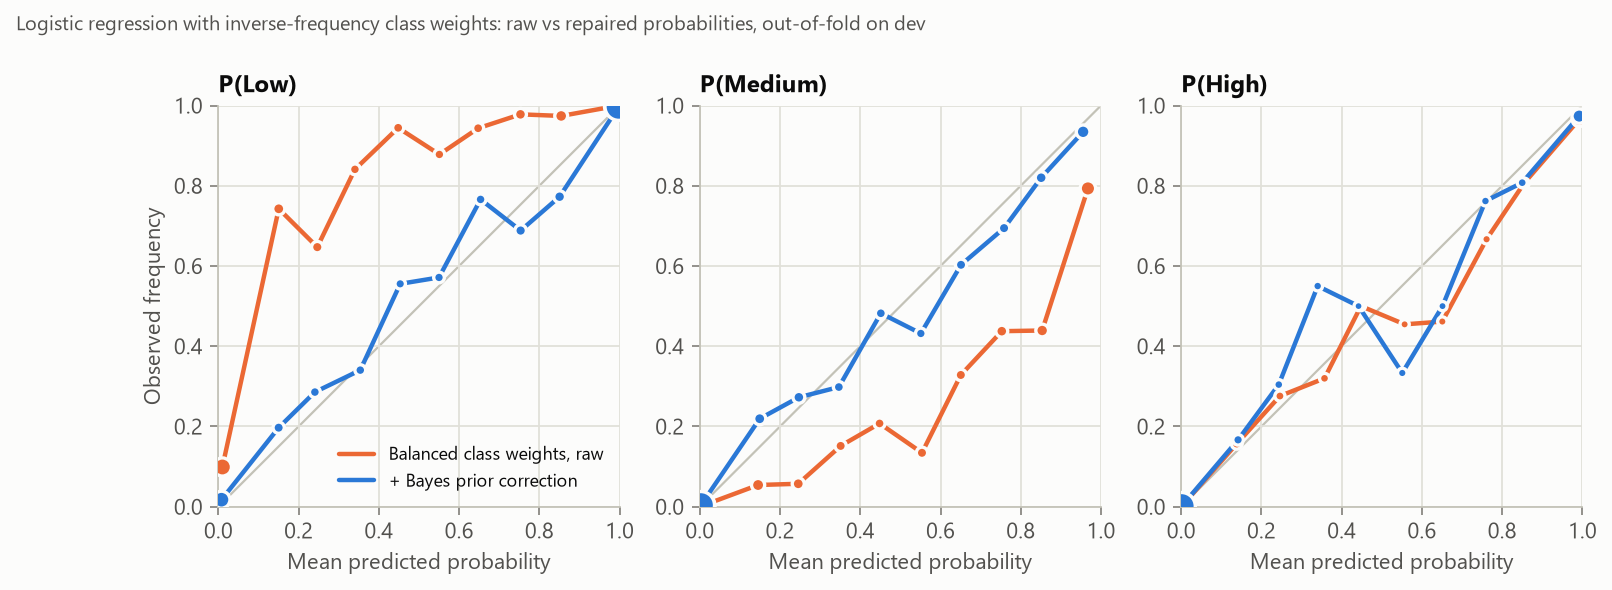 Logistic regression with inverse-frequency class weights: raw vs repaired probabilities, out-of-fold on dev
P(Low)
1.0
0.8
0.6
0.4
0.2
0.0
0.0 0.2 0.4 0.6 0.8 1.0
Observed frequency
Mean predicted probability
Balanced class weights, raw
+ Bayes prior correction
P(Medium)
1.0
0.8
0.6
0.4
0.2
0.0
0.0 0.2 0.4 0.6 0.8 1.0
Mean predicted probability
P(High)
1.0
0.8
0.6
0.4
0.2
0.0
0.0 0.2 0.4 0.6 0.8 1.0
Mean predicted probability